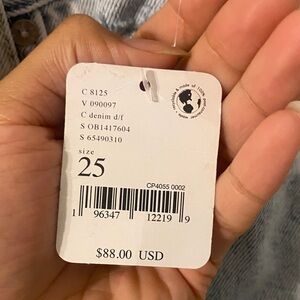 C 8125
V 090097
C denim d/f
S OB1417604
S 65490310
size
25
CP4055 0002
1 96347 12219 9
$88.00 USD